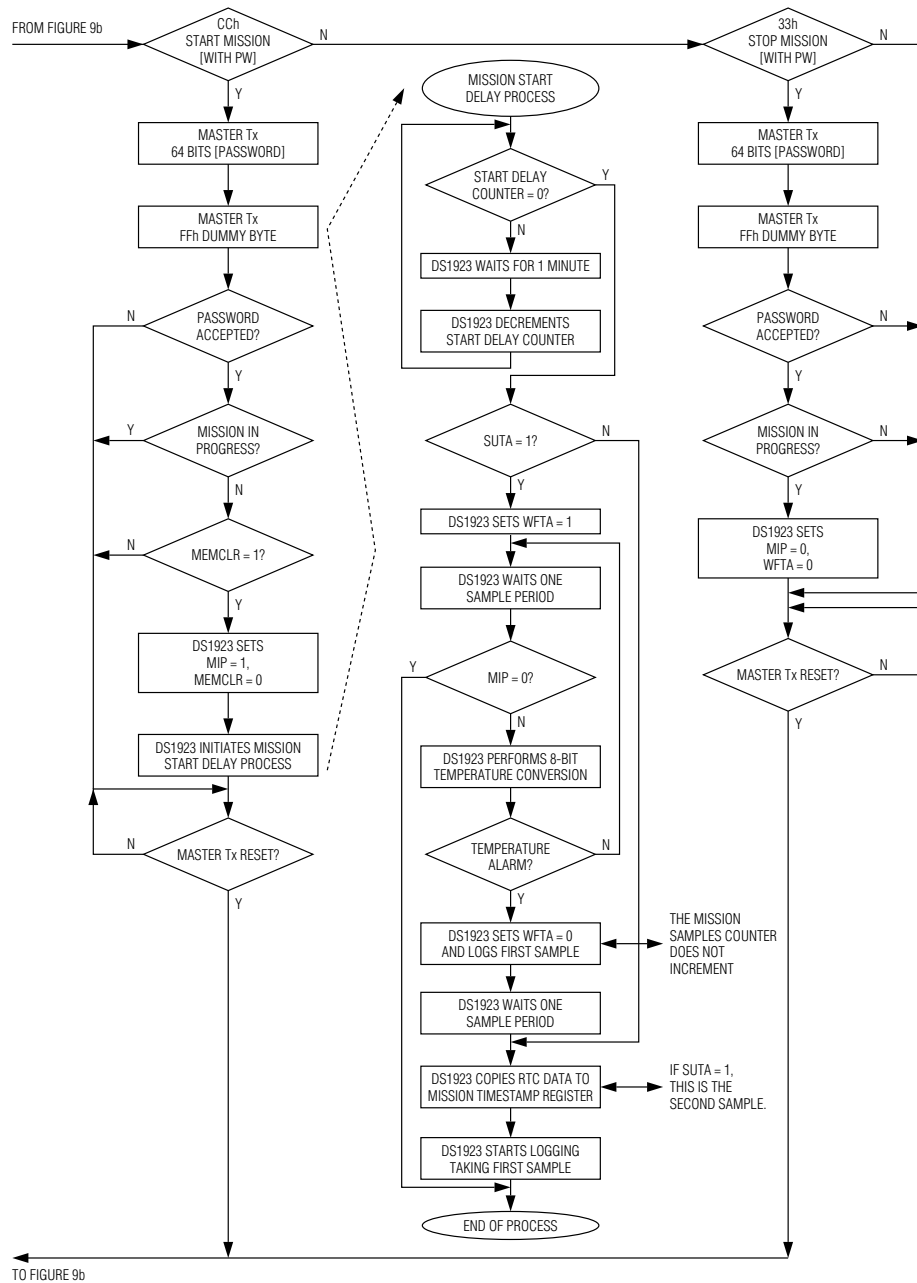 FROM FIGURE 9b
CCh
START MISSION
[WITH PW]
N
Y
MASTER Tx
64 BITS [PASSWORD]
MASTER Tx
FFh DUMMY BYTE
PASSWORD
ACCEPTED?
N
Y
MISSION IN
PROGRESS?
Y
N
MEMCLR = 1?
N
Y
DS1923 SETS
MIP = 1,
MEMCLR = 0
DS1923 INITIATES MISSION
START DELAY PROCESS
MASTER Tx RESET?
N
Y
MISSION START
DELAY PROCESS
START DELAY
COUNTER = 0?
Y
N
DS1923 WAITS FOR 1 MINUTE
DS1923 DECREMENTS
START DELAY COUNTER
SUTA = 1?
N
Y
DS1923 SETS WFTA = 1
DS1923 WAITS ONE
SAMPLE PERIOD
MIP = 0?
Y
N
DS1923 PERFORMS 8-BIT
TEMPERATURE CONVERSION
TEMPERATURE
ALARM?
N
Y
DS1923 SETS WFTA = 0
AND LOGS FIRST SAMPLE
THE MISSION
SAMPLES COUNTER
DOES NOT
INCREMENT
DS1923 WAITS ONE
SAMPLE PERIOD
DS1923 COPIES RTC DATA TO
MISSION TIMESTAMP REGISTER
IF SUTA = 1,
THIS IS THE
SECOND SAMPLE.
DS1923 STARTS LOGGING
TAKING FIRST SAMPLE
END OF PROCESS
33h
STOP MISSION
[WITH PW]
N
Y
MASTER Tx
64 BITS [PASSWORD]
MASTER Tx
FFh DUMMY BYTE
PASSWORD
ACCEPTED?
N
Y
MISSION IN
PROGRESS?
N
Y
DS1923 SETS
MIP = 0,
WFTA = 0
MASTER Tx RESET?
N
Y
TO FIGURE 9b